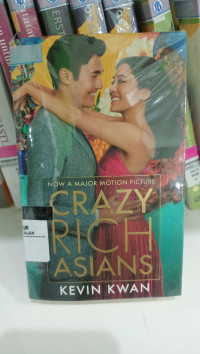 NOW A MAJOR MOTION PICTURE
CRAZY
RICH
ASIANS
KEVIN KWAN